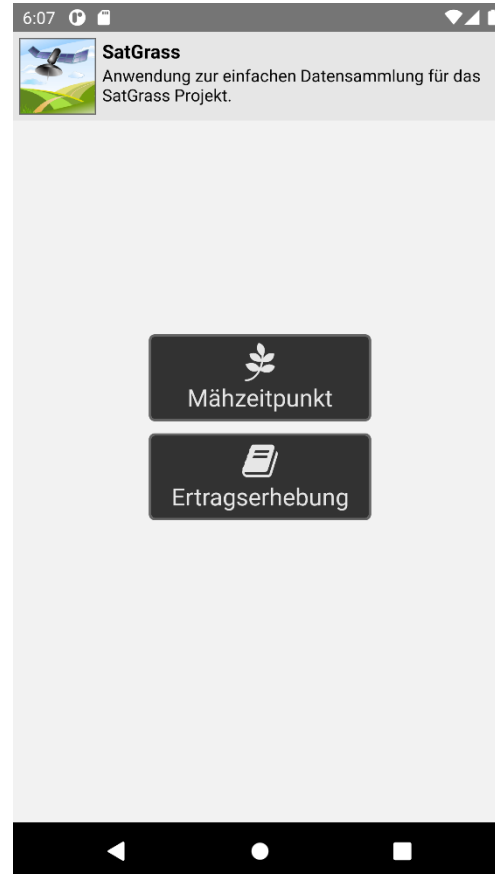 6:07
SatGrass
Anwendung zur einfachen Datensammlung für das
SatGrass Projekt.
Mähzeitpunkt
Ertragserhebung